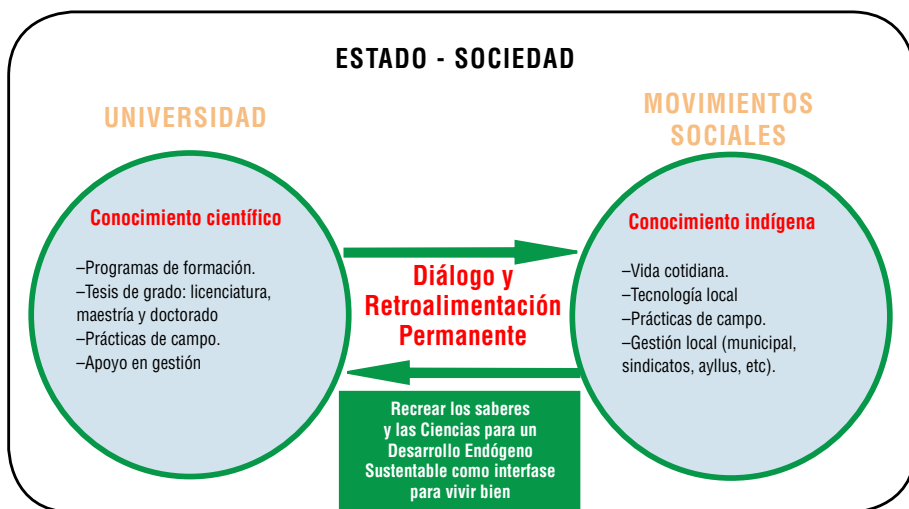 ESTADO - SOCIEDAD
UNIVERSIDAD
Conocimiento científico
–Programas de formación.
–Tesis de grado: licenciatura,
maestría y doctorado
–Prácticas de campo.
–Apoyo en gestión
Diálogo y
Retroalimentación
Permanente
Recrear los saberes
y las Ciencias para un
Desarrollo Endógeno
Sustentable como interfase
para vivir bien
MOVIMIENTOS
SOCIALES
Conocimiento indígena
–Vida cotidiana.
–Tecnología local
–Prácticas de campo.
–Gestión local (municipal,
sindicatos, ayllus, etc).